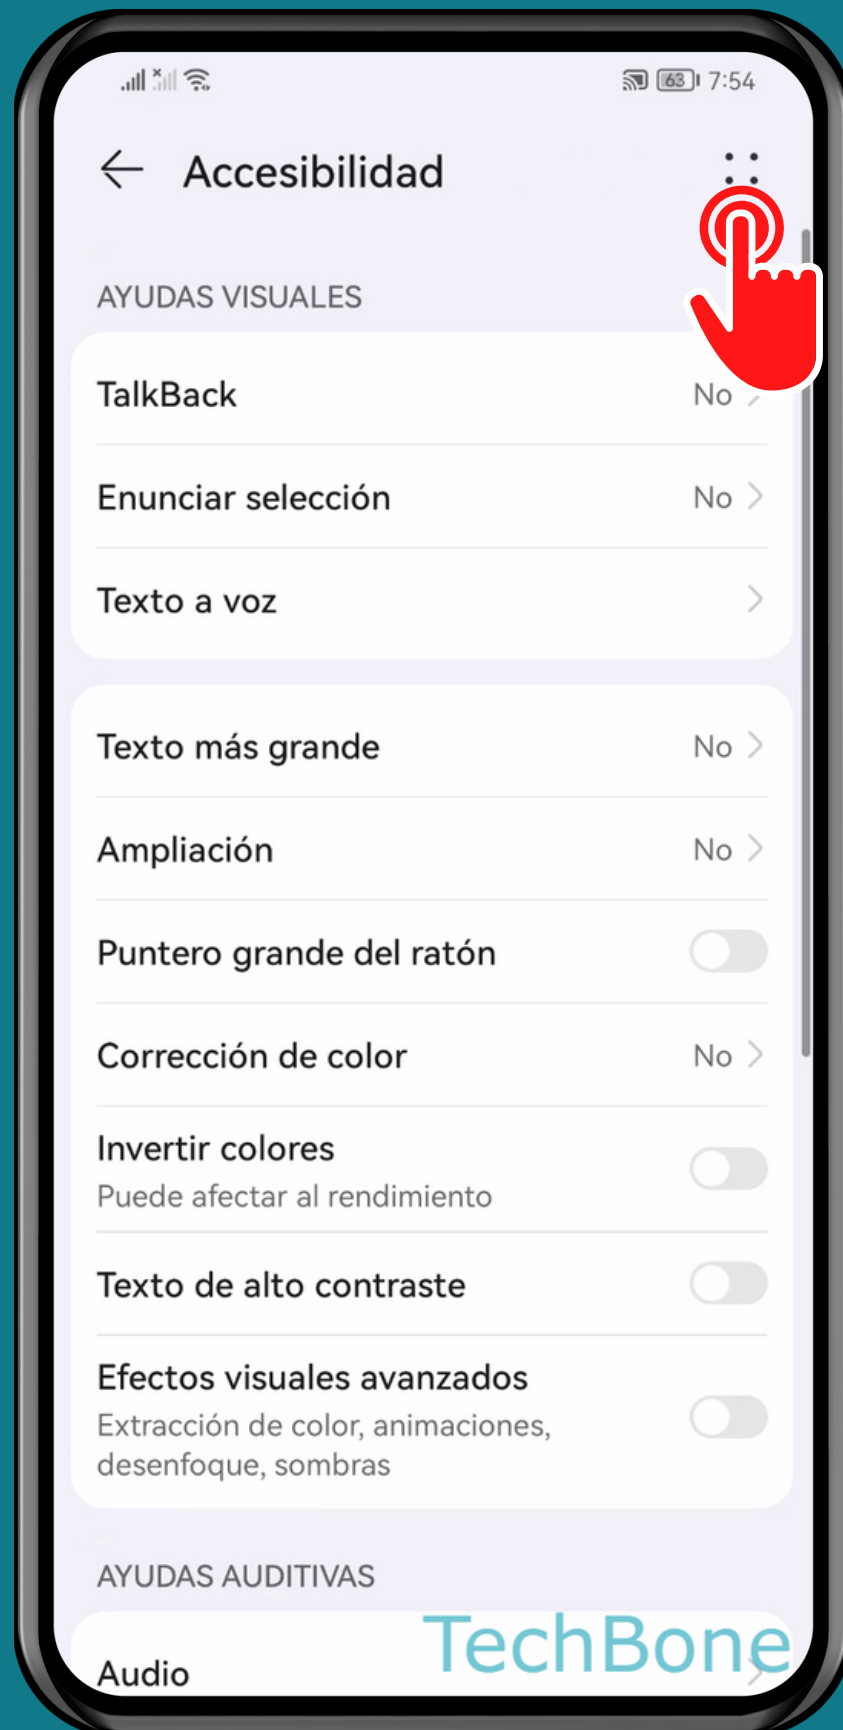 63 7:54
Accesibilidad
AYUDAS VISUALES
TalkBack No
Enunciar selección No
Texto a voz
Texto más grande No
Ampliación No
Puntero grande del ratón
Corrección de color No
Invertir colores
Puede afectar al rendimiento
Texto de alto contraste
Efectos visuales avanzados
Extracción de color, animaciones,
desenfoque, sombras
AYUDAS AUDITIVAS
TechBone
Audio